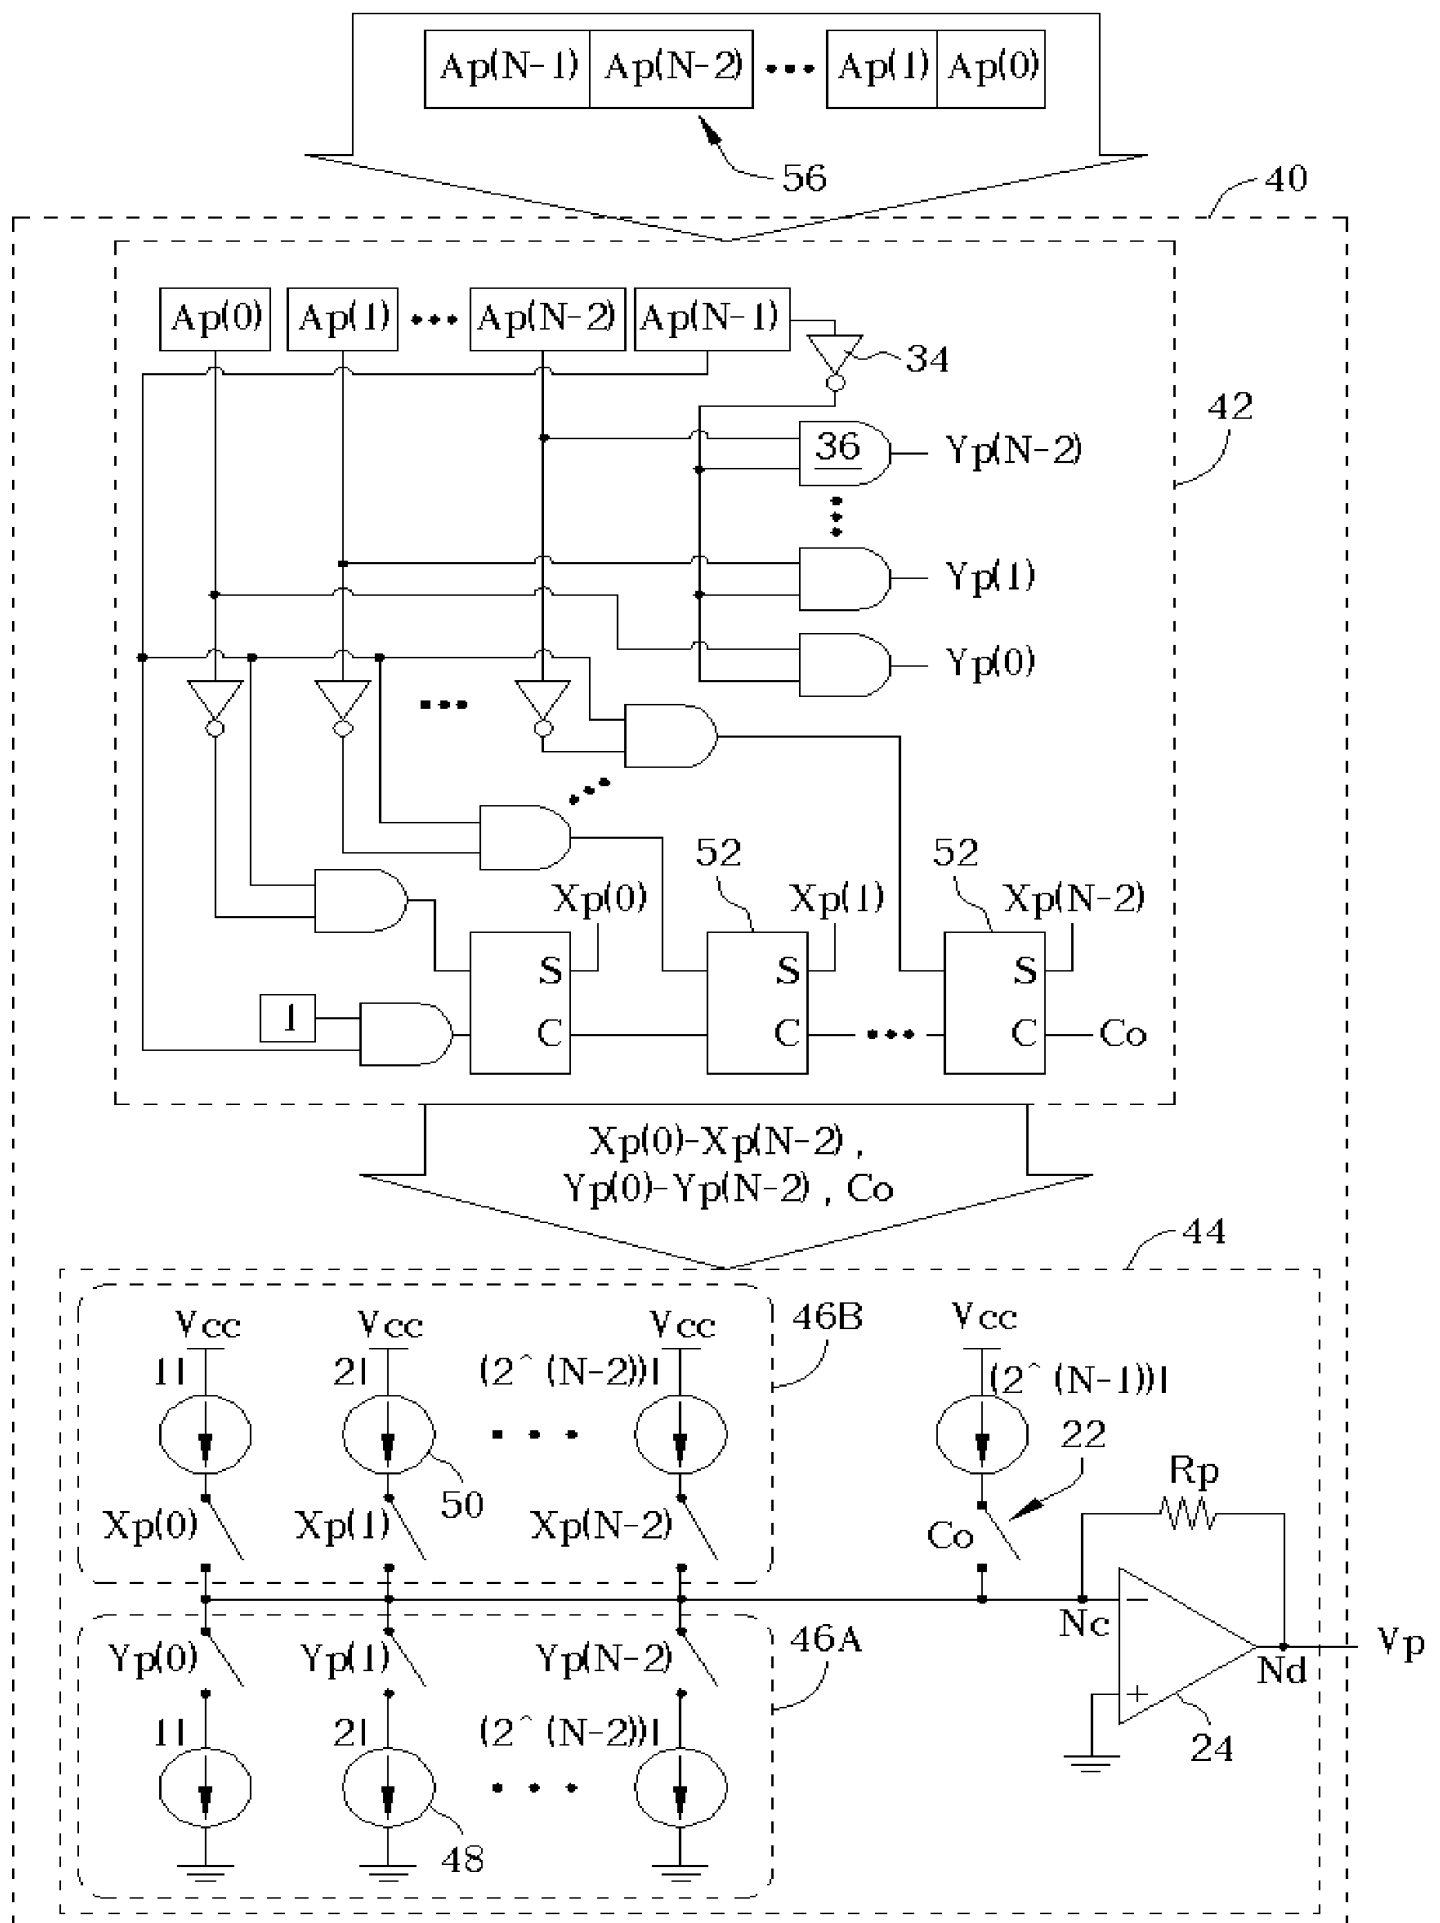 Ap(N-1) Ap(N-2) ••• Ap(1) Ap(0)
56
40
Ap(0) Ap(1) ••• Ap(N-2) Ap(N-1)
34
42
36 Yp(N-2)
Yp(1)
Yp(0)
52 52
Xp(0) Xp(1) Xp(N-2)
S S S
1 C C ••• C Co
Xp(0)-Xp(N-2) ,
Yp(0)-Yp(N-2) , Co
44
Vcc Vcc Vcc 46B Vcc
1I 2I (2^ (N-2))I (2^ (N-1))I
22
50 Rp
Xp(0) Xp(1) Xp(N-2) Co
−
Nc
Yp(0) Yp(1) Yp(N-2) 46A Vp
Nd
+
1I 2I (2^ (N-2))I 24
48